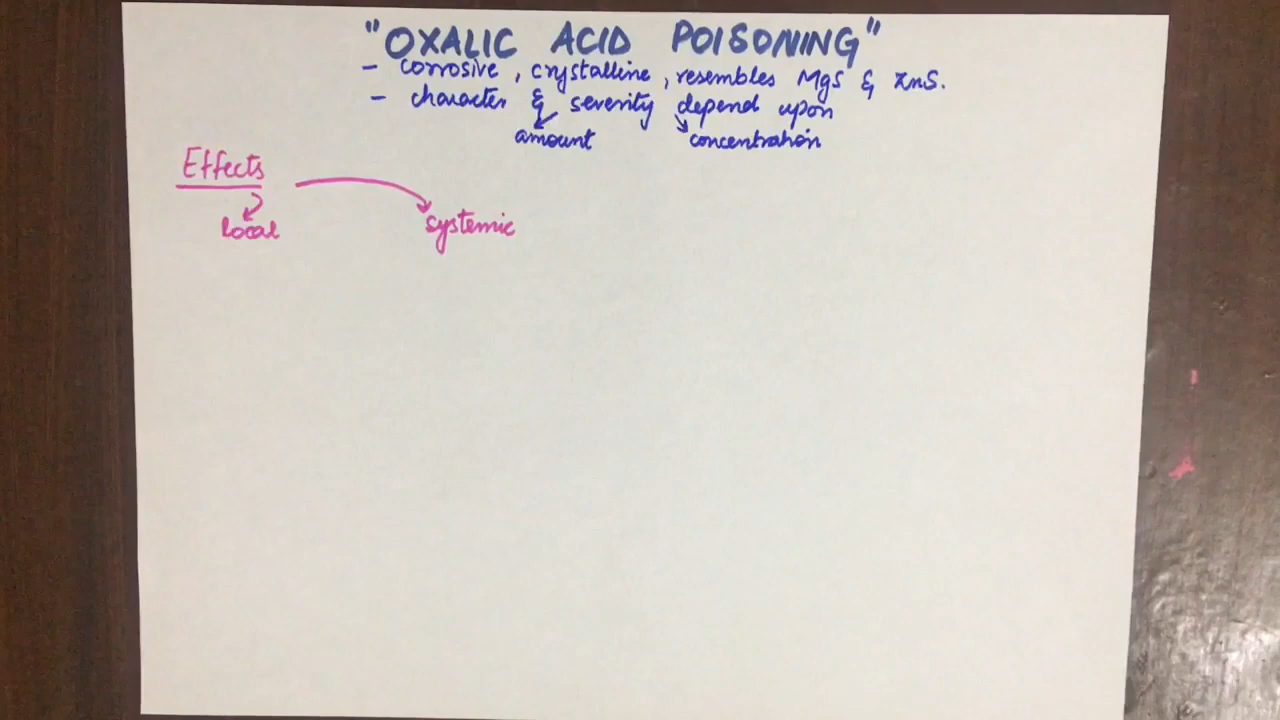 "OXALIC ACID POISONING"
- corrosive, crystalline, resembles MgS & ZnS.
- character & severity depend upon
amount concentration
Effects
local systemic